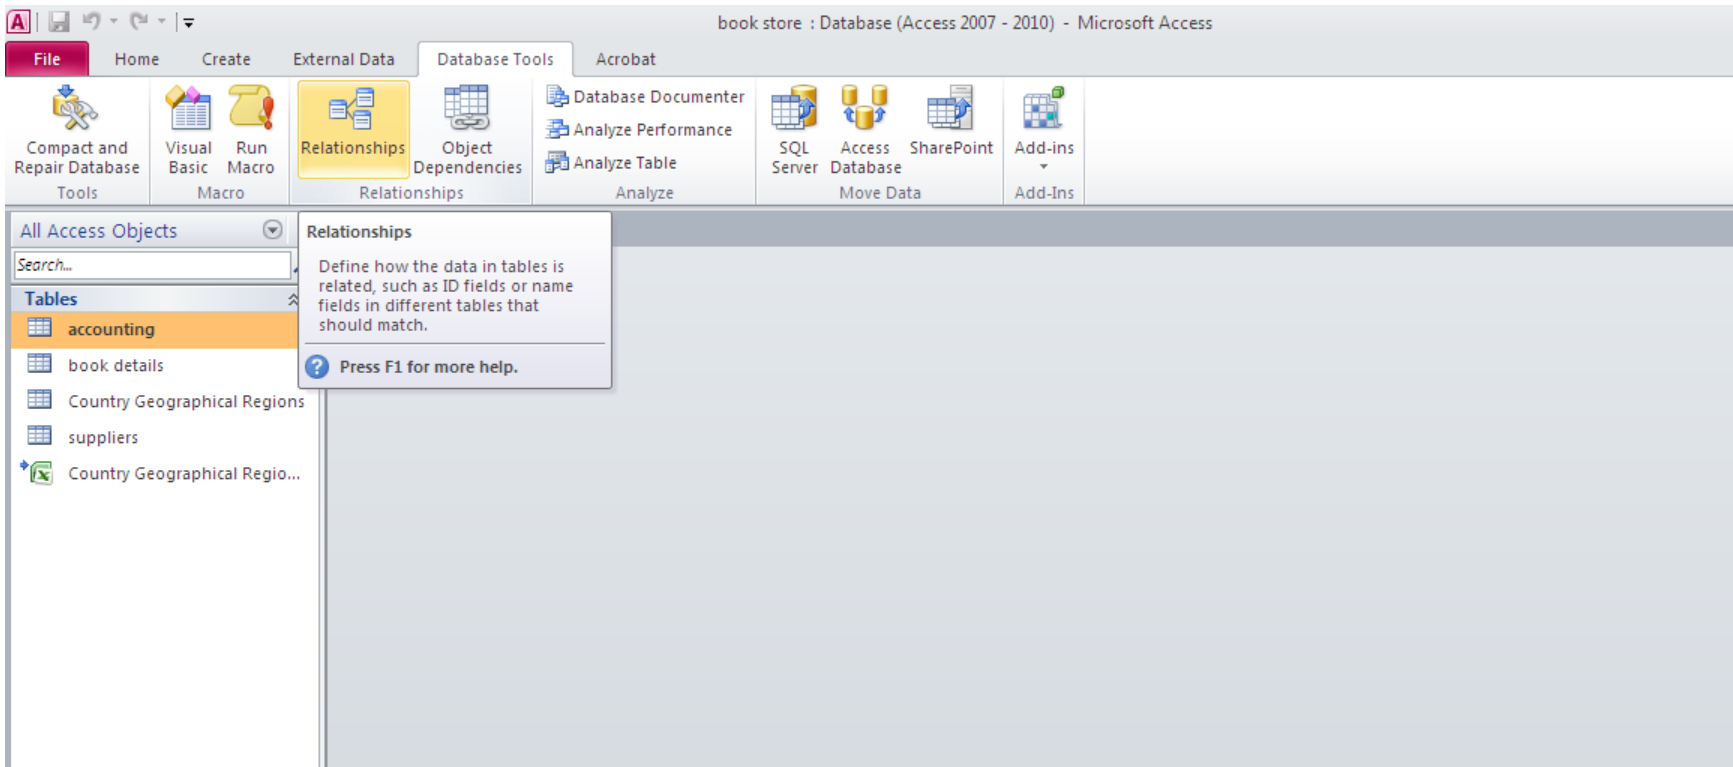 book store : Database (Access 2007 - 2010) - Microsoft Access
File Home Create External Data Database Tools Acrobat
Compact and
Repair Database
Tools
Visual
Basic
Run
Macro
Macro
Relationships
Object
Dependencies
Relationships
Database Documenter
Analyze Performance
Analyze Table
Analyze
SQL
Server
Access
Database
SharePoint
Move Data
Add-ins
Add-Ins
All Access Objects
Search...
Tables
accounting
book details
Country Geographical Regions
suppliers
Country Geographical Regio...
Relationships
Define how the data in tables is
related, such as ID fields or name
fields in different tables that
should match.
Press F1 for more help.